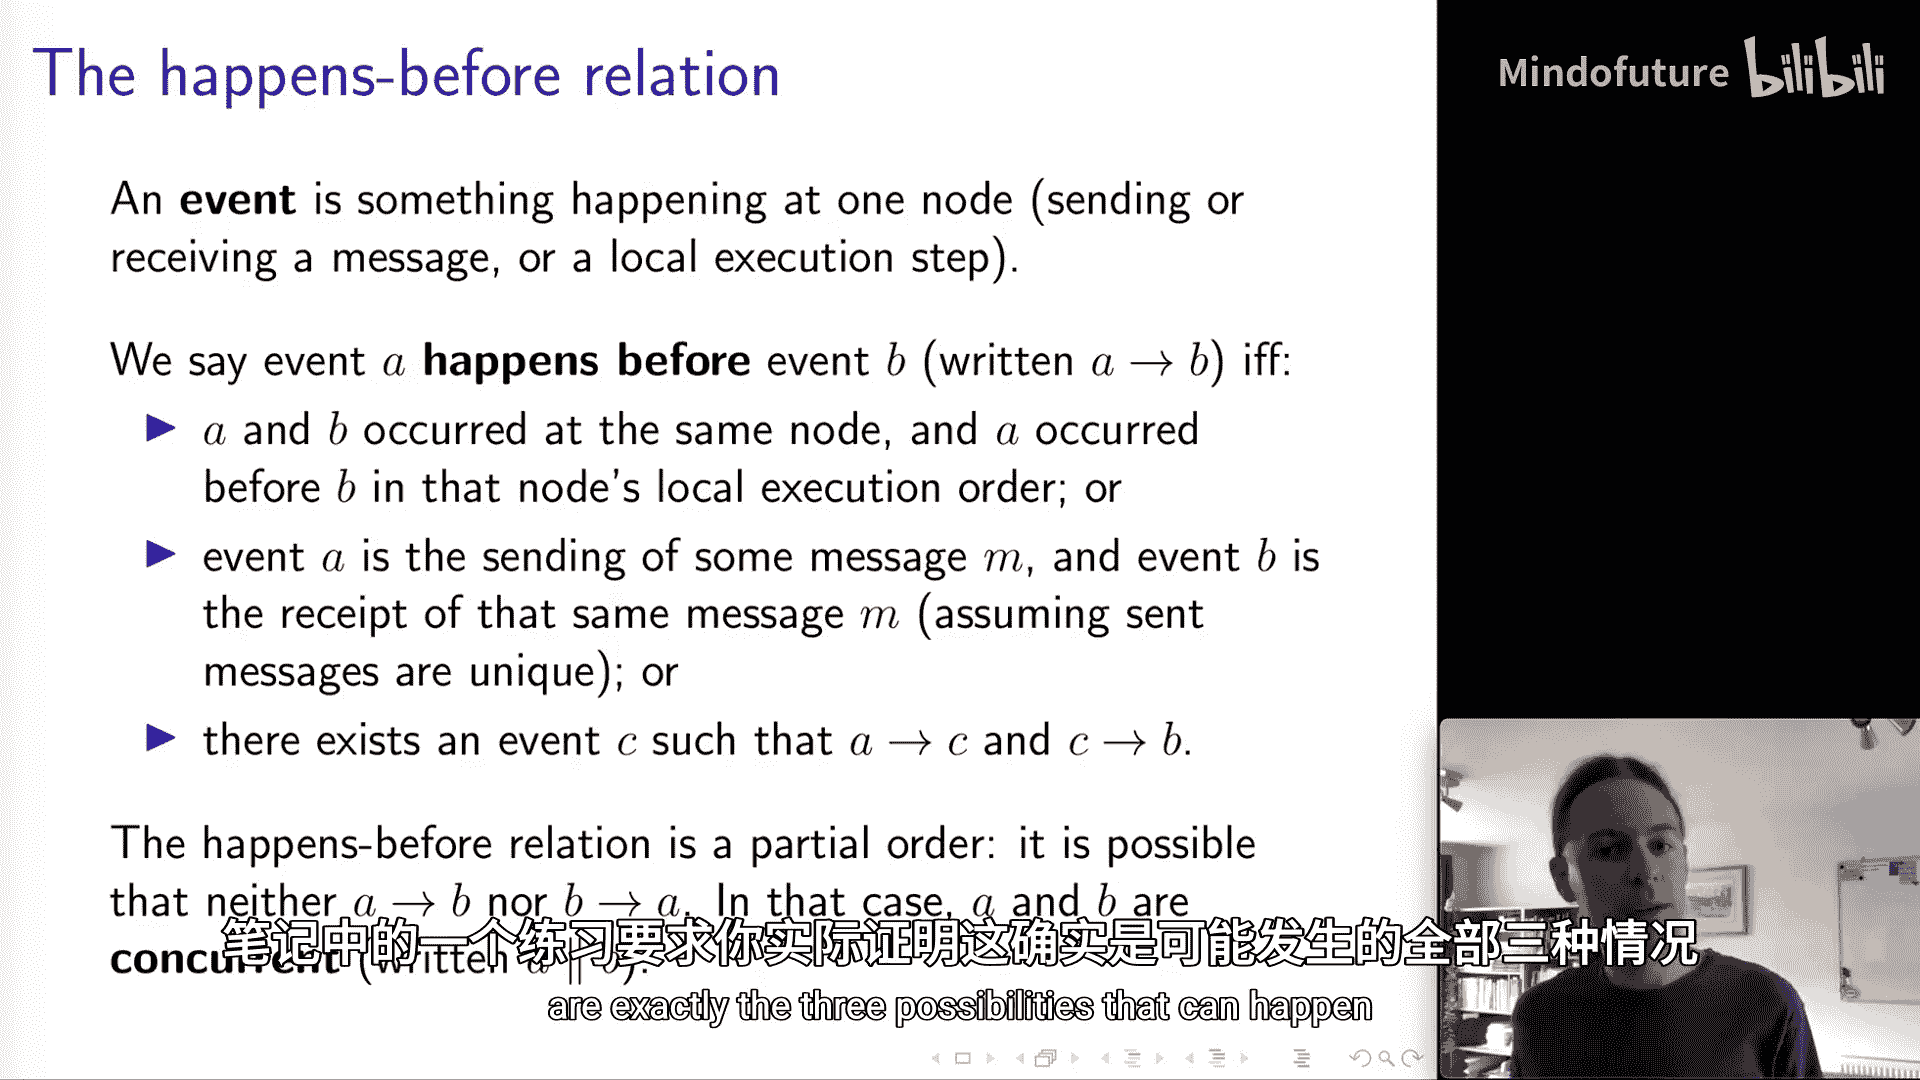 The happens-before relation
Mindofuture bilibili
An event is something happening at one node (sending or
receiving a message, or a local execution step).
We say event a happens before event b (written a → b) iff:
▶ a and b occurred at the same node, and a occurred
before b in that node's local execution order; or
▶ event a is the sending of some message m, and event b is
the receipt of that same message m (assuming sent
messages are unique); or
▶ there exists an event c such that a → c and c → b.
The happens-before relation is a partial order: it is possible
that neither a → b nor b → a. In that case, a and b are
concurrent (written a ∥ b).
笔记中的一个练习要求你实际证明这确实是可能发生的全部三种情况
are exactly the three possibilities that can happen